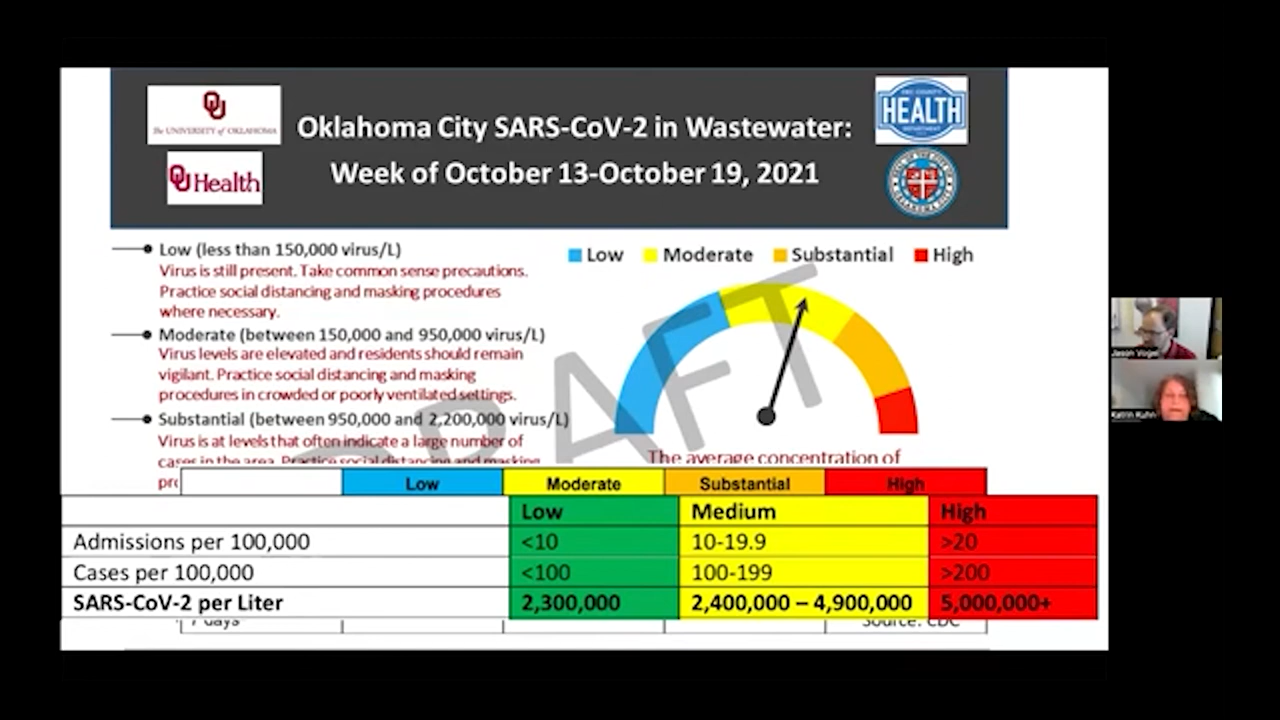 The UNIVERSITY of OKLAHOMA
OU Health
Oklahoma City SARS-CoV-2 in Wastewater:
Week of October 13-October 19, 2021
HEALTH
DEPARTMENT
Low (less than 150,000 virus/L)
Virus is still present. Take common sense precautions.
Practice social distancing and masking procedures
where necessary.
Moderate (between 150,000 and 950,000 virus/L)
Virus levels are elevated and residents should remain
vigilant. Practice social distancing and masking
procedures in crowded or poorly ventilated settings.
Substantial (between 950,000 and 2,200,000 virus/L)
Virus is at levels that often indicate a large number of
cases in the area. Practice social distancing and masking
Low Moderate Substantial High
DRAFT
The average concentration of
Low Moderate Substantial High
Low Medium High
Admissions per 100,000 <10 10-19.9 >20
Cases per 100,000 <100 100-199 >200
SARS-CoV-2 per Liter 2,300,000 2,400,000 – 4,900,000 5,000,000+
7 days Source: CDC
Jason Vogel
Katrin Kuhn